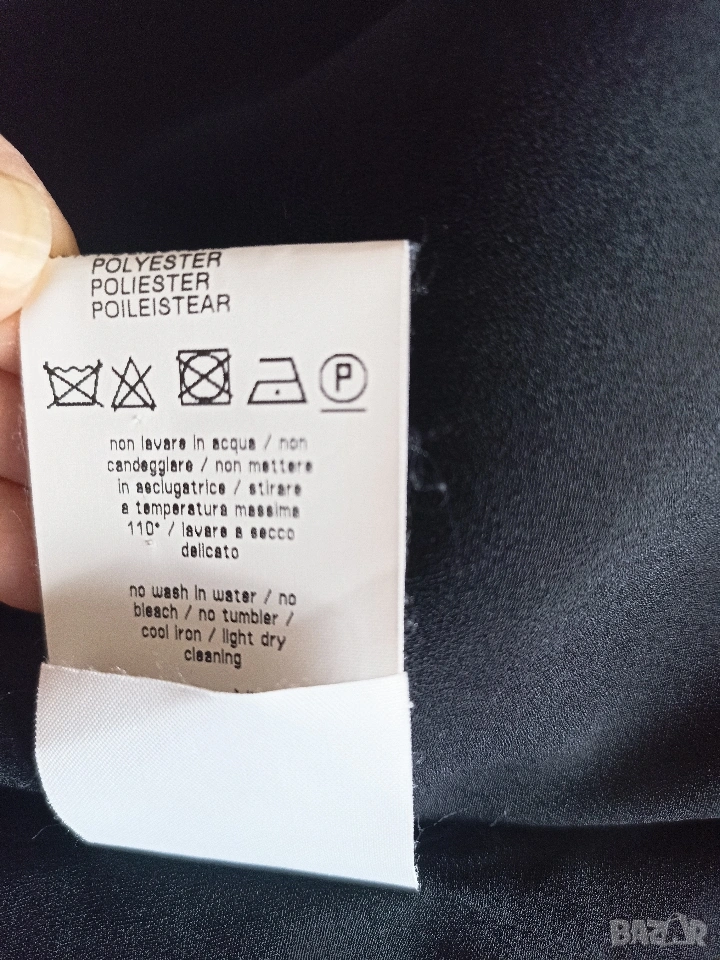 POLYESTER
POLIESTER
POILEISTEAR
P
non lavare in acqua / non
candeggiare / non mettere
in asciugatrice / stirare
a temperatura massima
110° / lavare a secco
delicato
no wash in water / no
bleach / no tumbler /
cool iron / light dry
cleaning
BAZAR